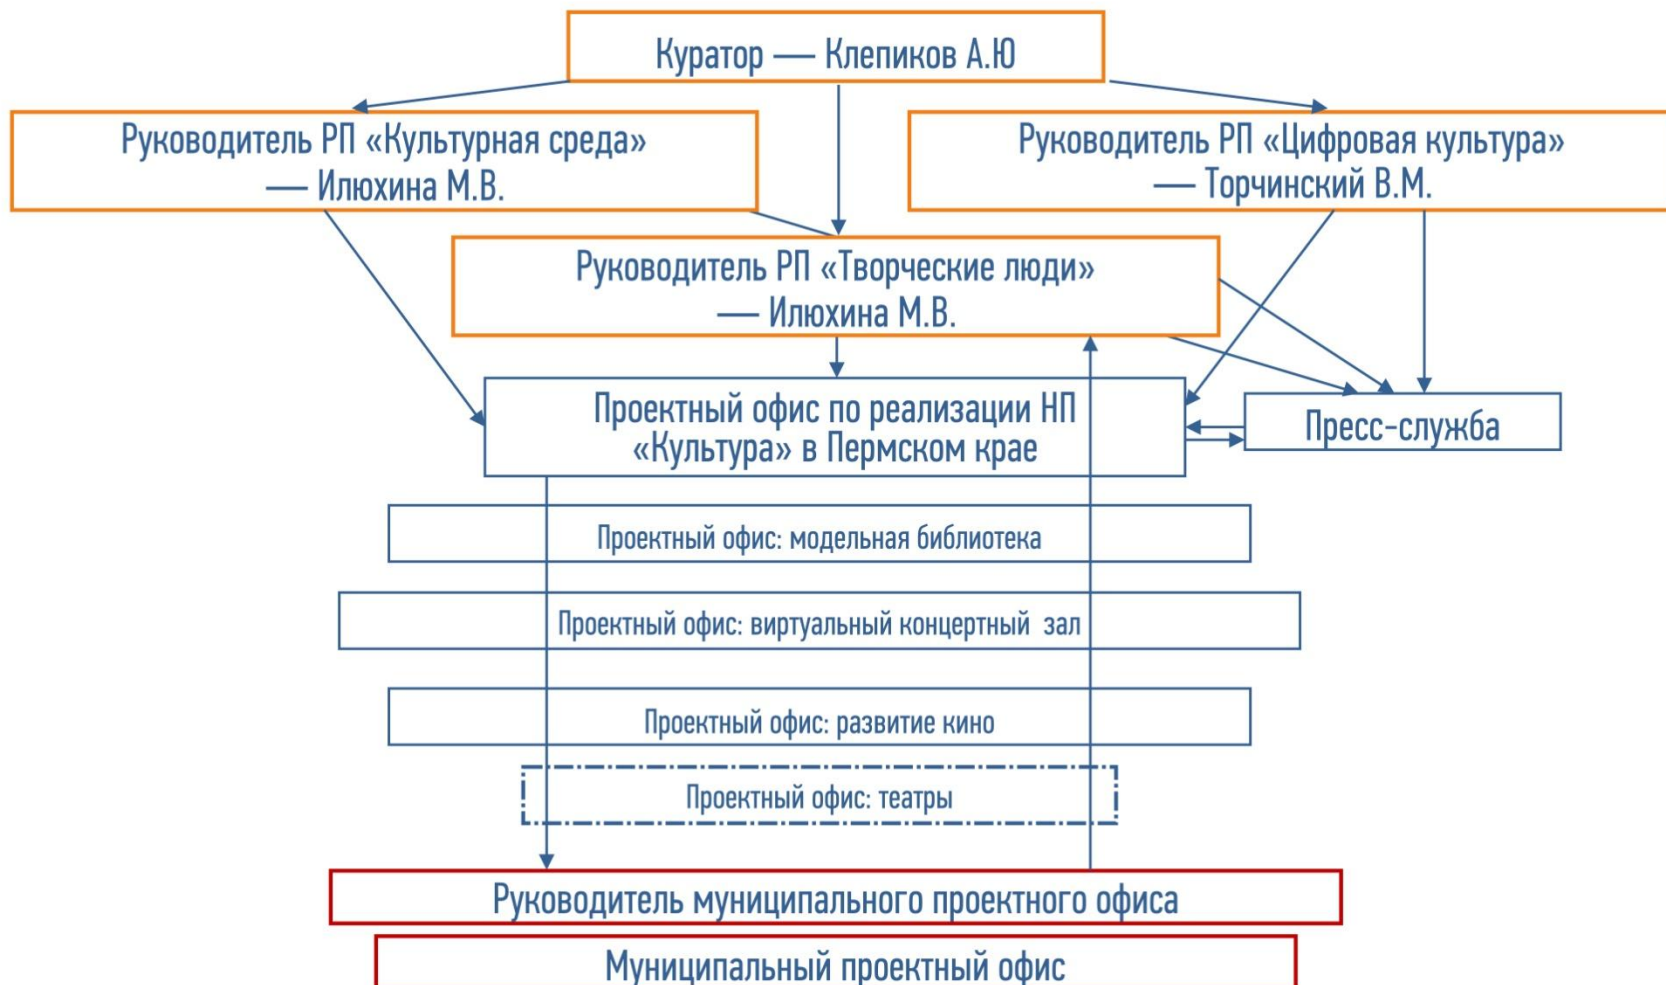 Куратор — Клепиков А.Ю
Руководитель РП «Культурная среда»
— Илюхина М.В.
Руководитель РП «Цифровая культура»
— Торчинский В.М.
Руководитель РП «Творческие люди»
— Илюхина М.В.
Проектный офис по реализации НП
«Культура» в Пермском крае
Пресс-служба
Проектный офис: модельная библиотека
Проектный офис: виртуальный концертный зал
Проектный офис: развитие кино
Проектный офис: театры
Руководитель муниципального проектного офиса
Муниципальный проектный офис